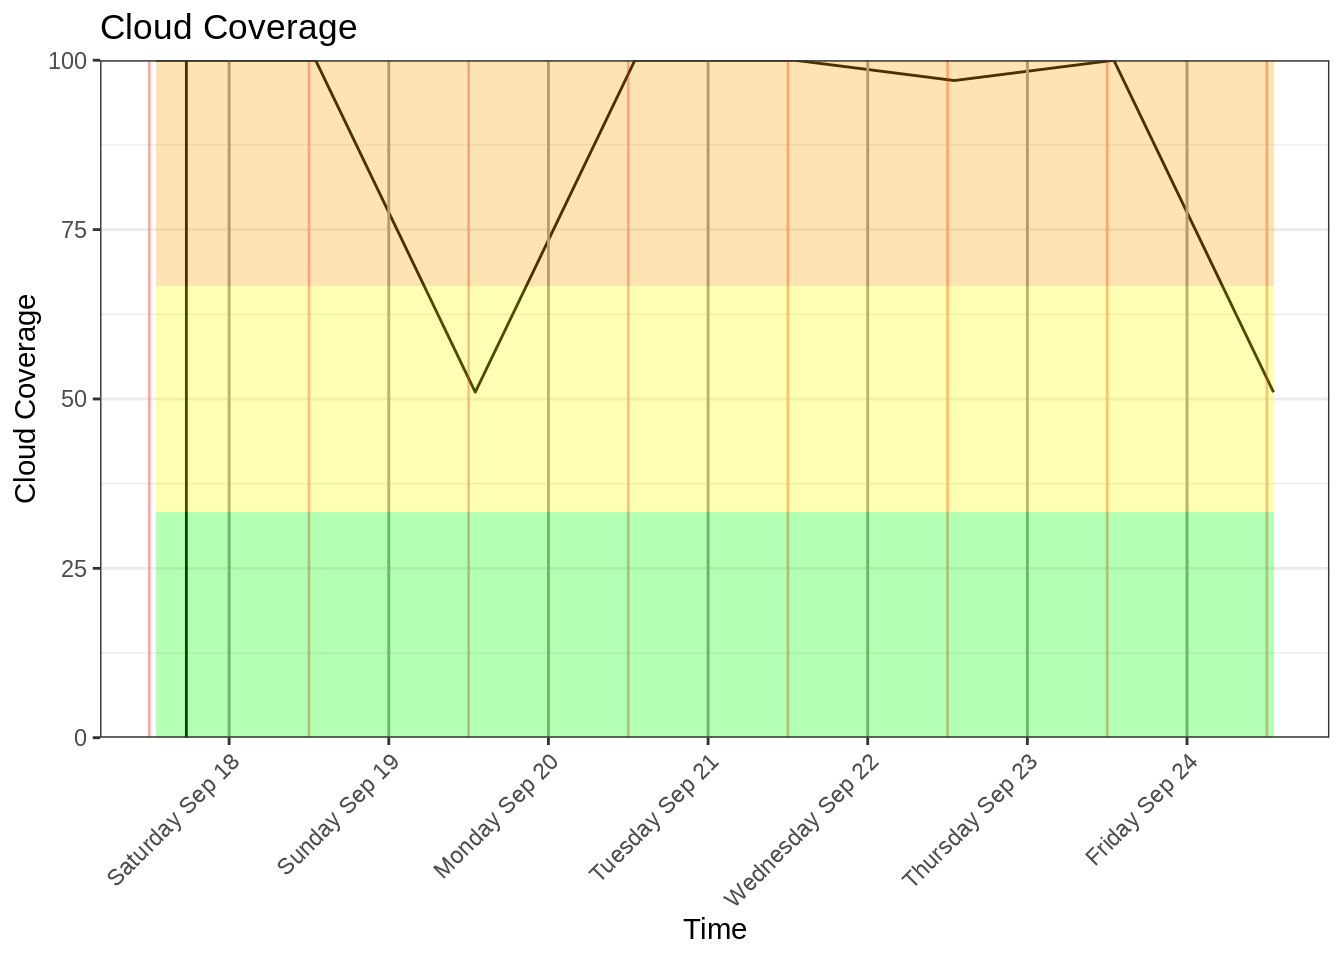 Cloud Coverage
100
75
50
25
0
Cloud Coverage
Saturday Sep 18
Sunday Sep 19
Monday Sep 20
Tuesday Sep 21
Wednesday Sep 22
Thursday Sep 23
Friday Sep 24
Time